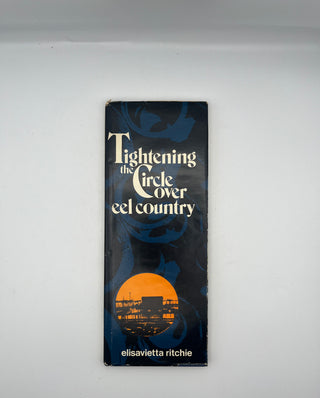 Tightening
the Circle
over
eel country
elisavietta ritchie